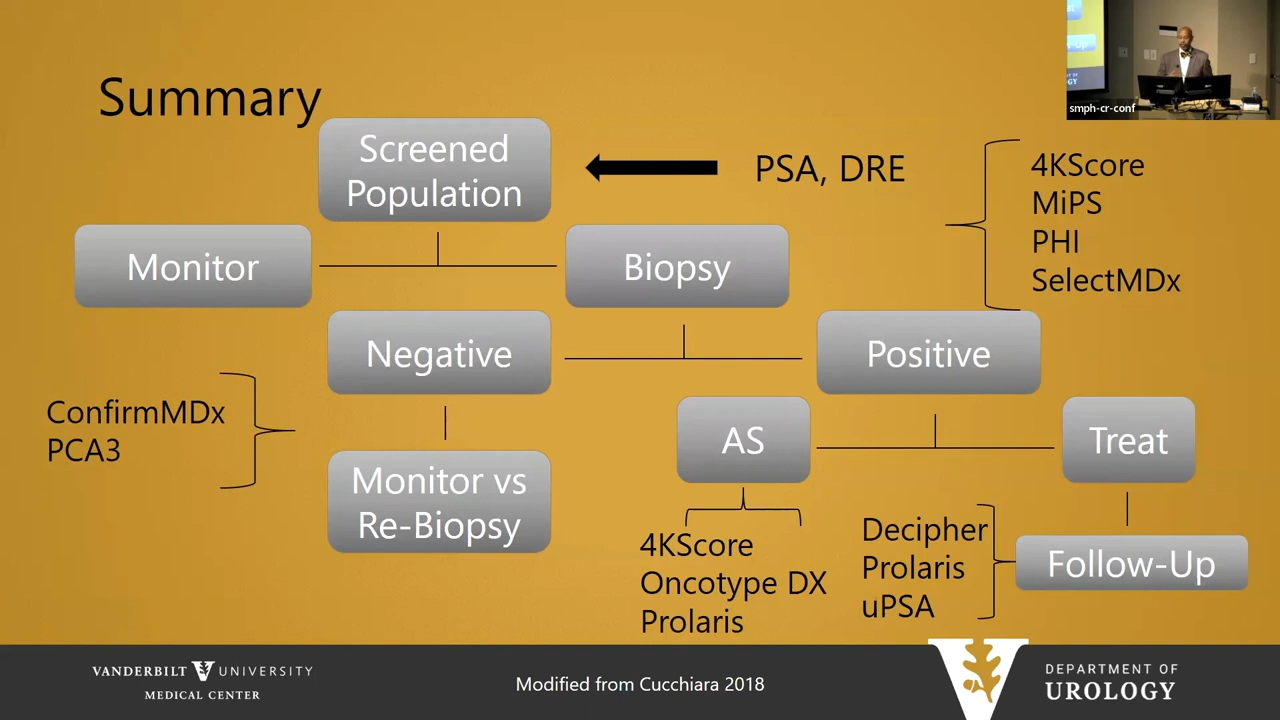 Summary
Screened
Population
PSA, DRE
4KScore
MiPS
PHI
SelectMDx
Monitor
Biopsy
Negative
Positive
ConfirmMDx
PCA3
AS
Treat
Monitor vs
Re-Biopsy
4KScore
Oncotype DX
Prolaris
Decipher
Prolaris
uPSA
Follow-Up
VANDERBILT UNIVERSITY
MEDICAL CENTER
Modified from Cucchiara 2018
DEPARTMENT OF
UROLOGY
smph-cr-conf